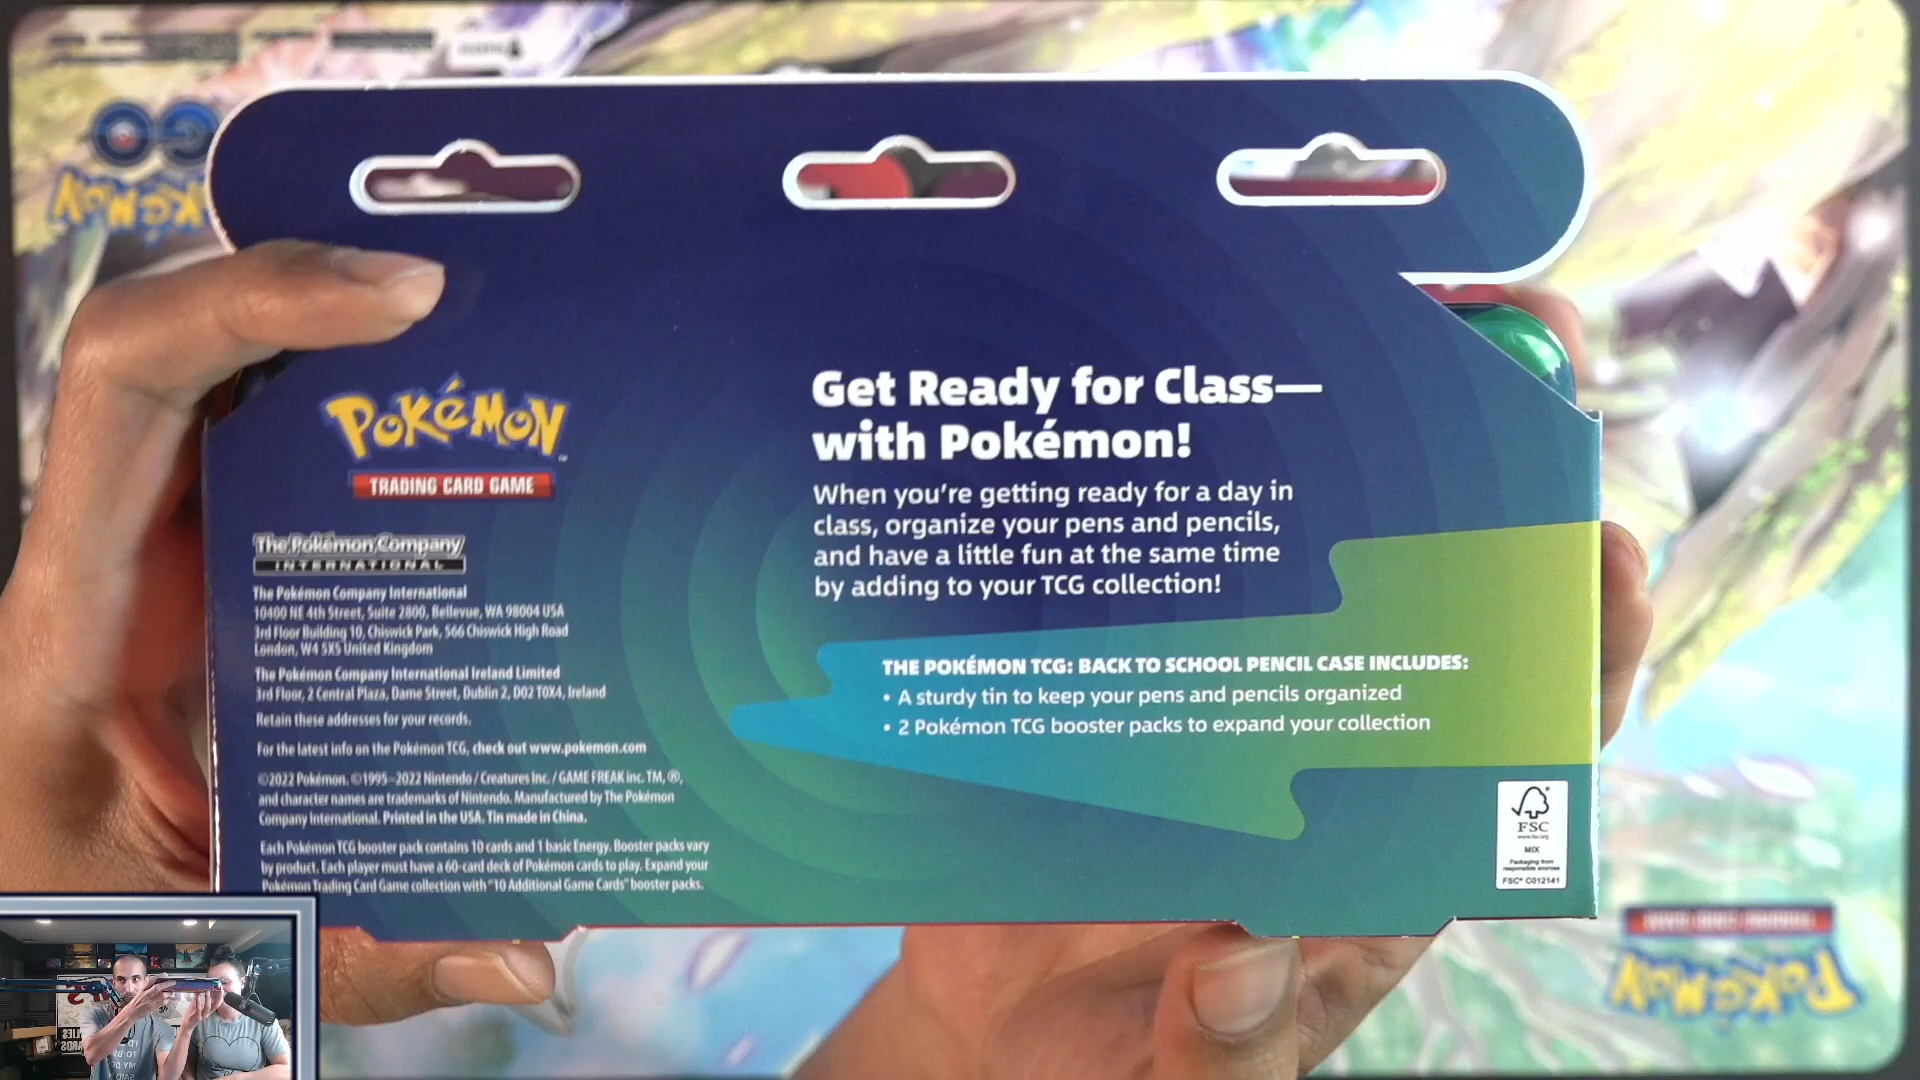 GO
POKéMON
POKéMON
TRADING CARD GAME
The Pokémon Company
INTERNATIONAL
The Pokémon Company International
10400 NE 4th Street, Suite 2800, Bellevue, WA 98004 USA
3rd Floor Building 10, Chiswick Park, 566 Chiswick High Road
London, W4 5XS United Kingdom
The Pokémon Company International Ireland Limited
3rd Floor, 2 Central Plaza, Dame Street, Dublin 2, D02 T0X4, Ireland
Retain these addresses for your records.
For the latest info on the Pokémon TCG, check out www.pokemon.com
©2022 Pokémon. ©1995–2022 Nintendo / Creatures Inc. / GAME FREAK inc. TM, ®,
and character names are trademarks of Nintendo. Manufactured by The Pokémon
Company International. Printed in the USA. Tin made in China.
Each Pokémon TCG booster pack contains 10 cards and 1 basic Energy. Booster packs vary
by product. Each player must have a 60-card deck of Pokémon cards to play. Expand your
Pokémon Trading Card Game collection with "10 Additional Game Cards" booster packs.
Get Ready for Class—
with Pokémon!
When you're getting ready for a day in
class, organize your pens and pencils,
and have a little fun at the same time
by adding to your TCG collection!
THE POKÉMON TCG: BACK TO SCHOOL PENCIL CASE INCLUDES:
• A sturdy tin to keep your pens and pencils organized
• 2 Pokémon TCG booster packs to expand your collection
FSC
www.fsc.org
MIX
Packaging from
responsible sources
FSC® C012141
POKéMON